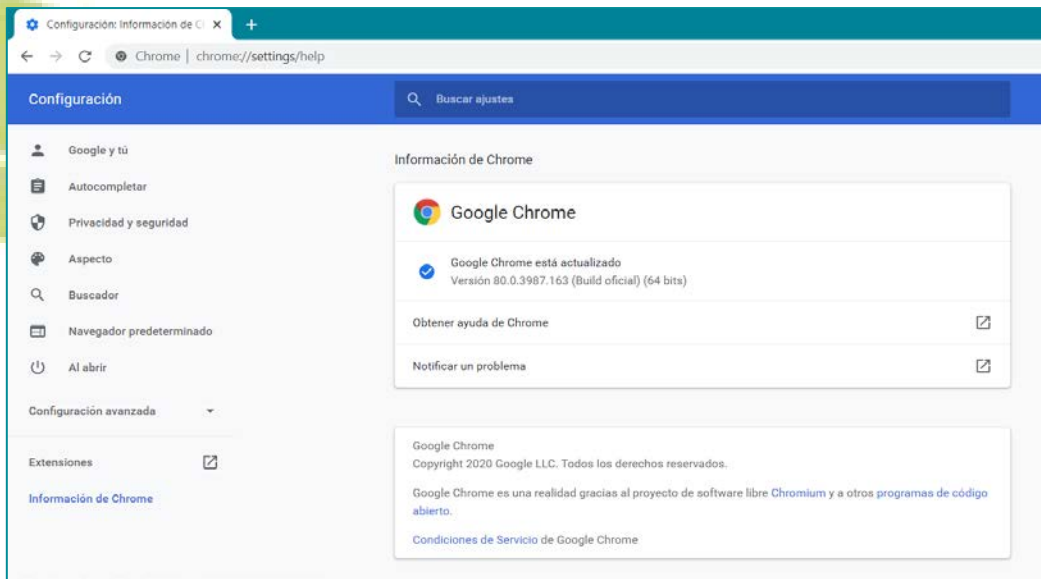 Configuración: Información de C
Chrome | chrome://settings/help
Configuración
Buscar ajustes
Google y tú
Autocompletar
Privacidad y seguridad
Aspecto
Buscador
Navegador predeterminado
Al abrir
Configuración avanzada
Extensiones
Información de Chrome
Información de Chrome
Google Chrome
Google Chrome está actualizado
Versión 80.0.3987.163 (Build oficial) (64 bits)
Obtener ayuda de Chrome
Notificar un problema
Google Chrome
Copyright 2020 Google LLC. Todos los derechos reservados.
Google Chrome es una realidad gracias al proyecto de software libre Chromium y a otros programas de código
abierto.
Condiciones de Servicio de Google Chrome